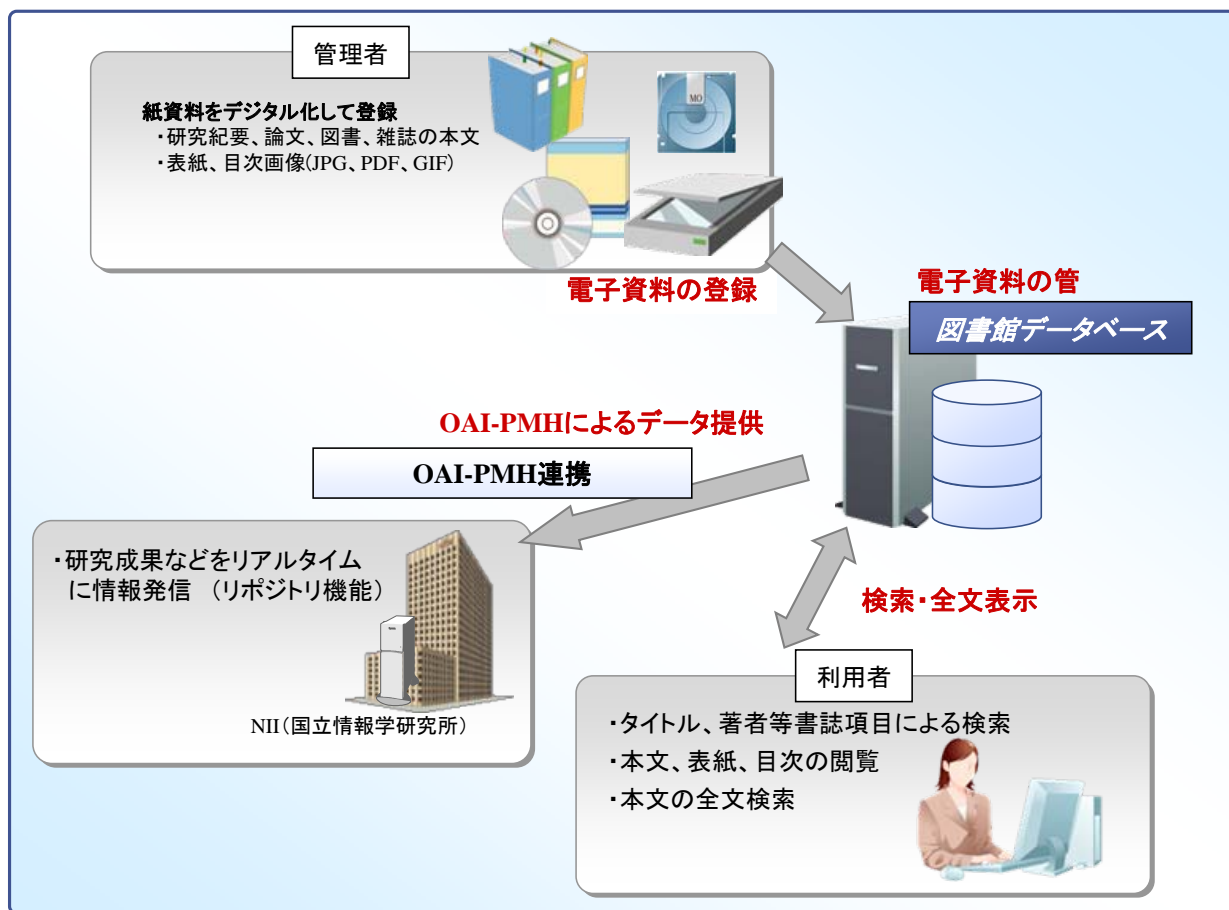 管理者
紙資料をデジタル化して登録
・研究紀要、論文、図書、雑誌の本文
・表紙、目次画像(JPG、PDF、GIF)
MO
電子資料の登録
電子資料の管
図書館データベース
OAI-PMHによるデータ提供
OAI-PMH連携
・研究成果などをリアルタイム
に情報発信 （リポジトリ機能）
NII（国立情報学研究所）
検索・全文表示
利用者
・タイトル、著者等書誌項目による検索
・本文、表紙、目次の閲覧
・本文の全文検索